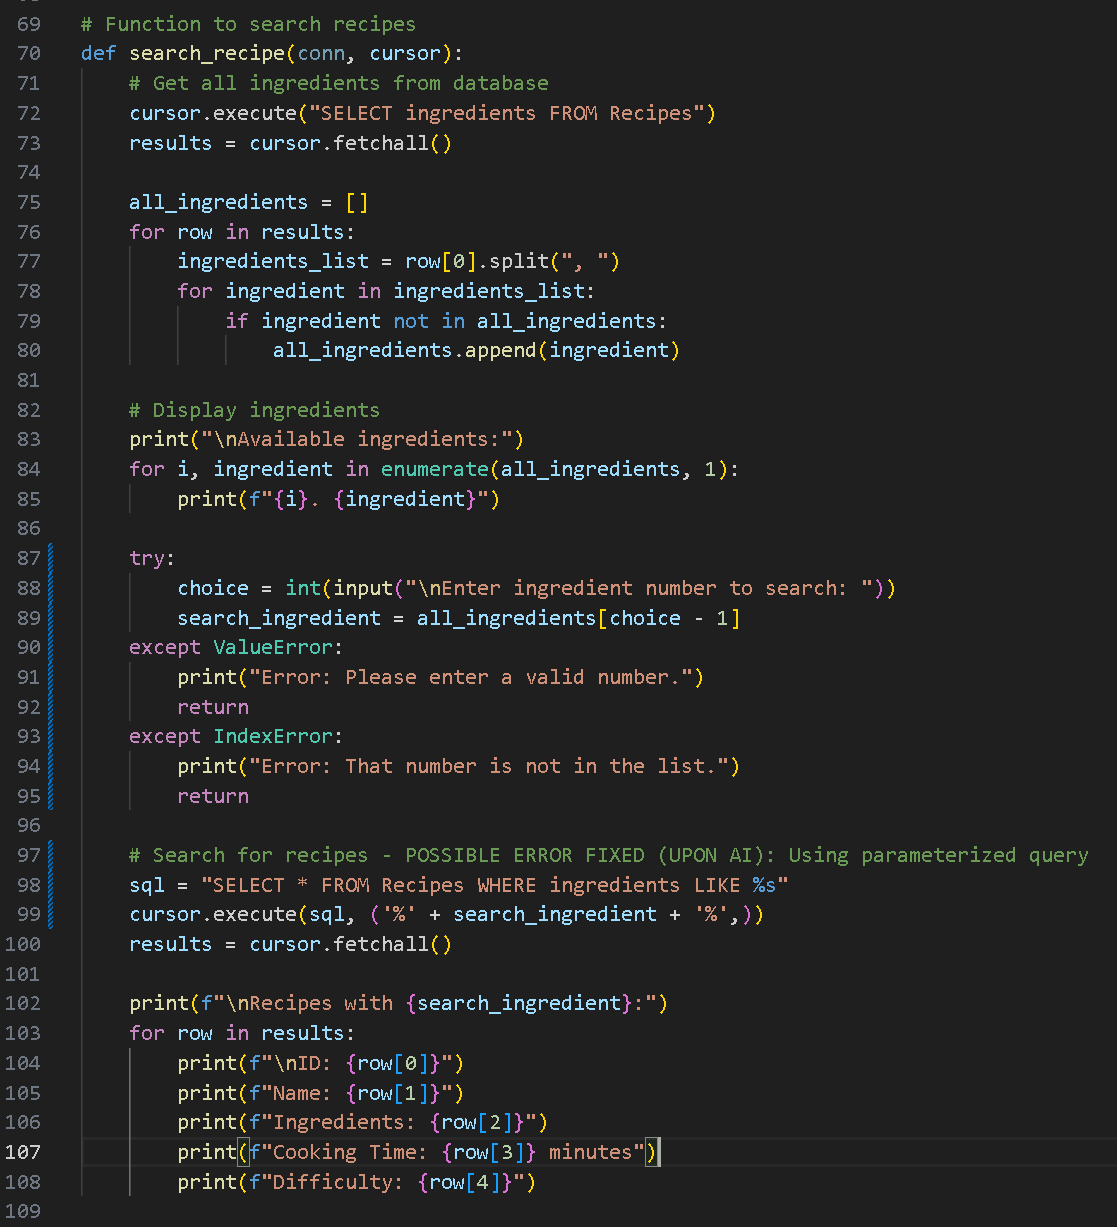 69 # Function to search recipes
70 def search_recipe(conn, cursor):
71     # Get all ingredients from database
72     cursor.execute("SELECT ingredients FROM Recipes")
73     results = cursor.fetchall()
74
75     all_ingredients = []
76     for row in results:
77         ingredients_list = row[0].split(", ")
78         for ingredient in ingredients_list:
79             if ingredient not in all_ingredients:
80                 all_ingredients.append(ingredient)
81
82     # Display ingredients
83     print("\nAvailable ingredients:")
84     for i, ingredient in enumerate(all_ingredients, 1):
85         print(f"{i}. {ingredient}")
86
87     try:
88         choice = int(input("\nEnter ingredient number to search: "))
89         search_ingredient = all_ingredients[choice - 1]
90     except ValueError:
91         print("Error: Please enter a valid number.")
92         return
93     except IndexError:
94         print("Error: That number is not in the list.")
95         return
96
97     # Search for recipes - POSSIBLE ERROR FIXED (UPON AI): Using parameterized query
98     sql = "SELECT * FROM Recipes WHERE ingredients LIKE %s"
99     cursor.execute(sql, ('%' + search_ingredient + '%',))
100     results = cursor.fetchall()
101
102     print(f"\nRecipes with {search_ingredient}:")
103     for row in results:
104         print(f"\nID: {row[0]}")
105         print(f"Name: {row[1]}")
106         print(f"Ingredients: {row[2]}")
107         print(f"Cooking Time: {row[3]} minutes")
108         print(f"Difficulty: {row[4]}")
109